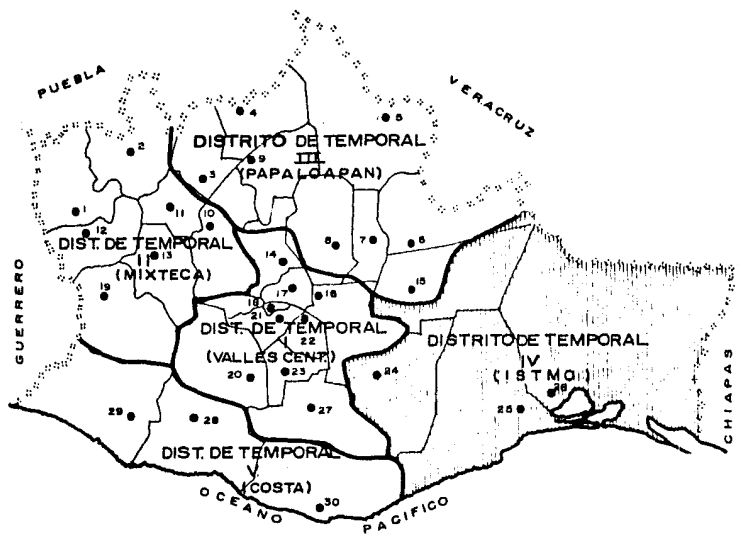 PUEBLA
VERACRUZ
4
5
DISTRITO DE TEMPORAL
III
(PAPALOAPAN)
2
9
3
1
12
11
10
DIST. DE TEMPORAL
II
(MIXTECA)
13
14
8
7
6
19
17
16
15
18
21
22
DIST. DE TEMPORAL
I
(VALLES CENT.)
DISTRITO DE TEMPORAL
IV
(ISTMO)
20
23
24
26
25
27
29
28
DIST. DE TEMPORAL
V
(COSTA)
30
GUERRERO
CHIAPAS
OCEANO PACIFICO